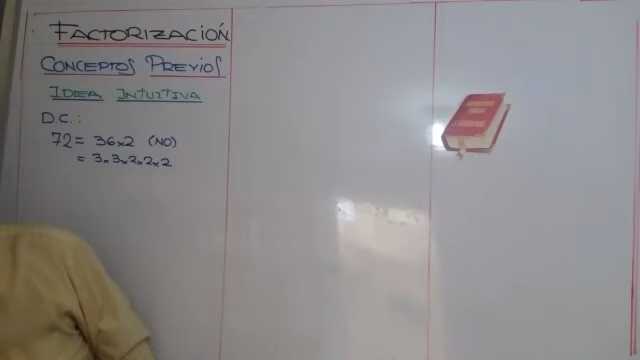 FACTORIZACIÓN
CONCEPTOS PREVIOS
IDEA INTUITIVA
D.C.:
72 = 36x2 (NO)
= 3x3x2x2x2